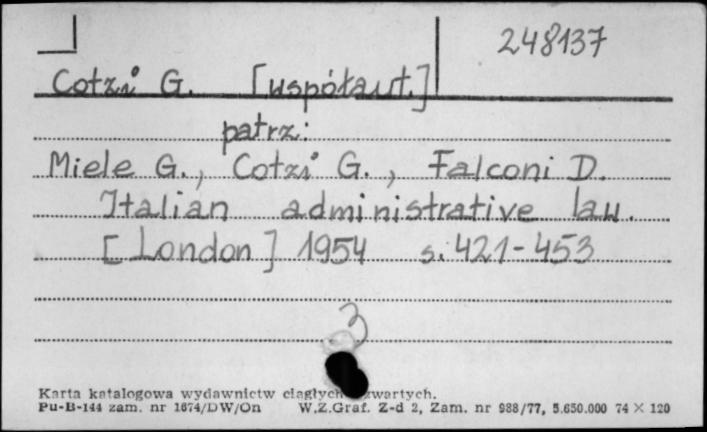 248137
Cotzi G. [współaut.]
patrz:
Miele G., Cotzi G., Falconi D.
Italian administrative law.
[London] 1954 s. 421-453
3
Karta katalogowa wydawnictw ciągłych zwartych.
Pu-B-144 zam. nr 1674/DW/On W.Z.Graf. Z-d 2, Zam. nr 988/77, 5.650.000 74 × 120